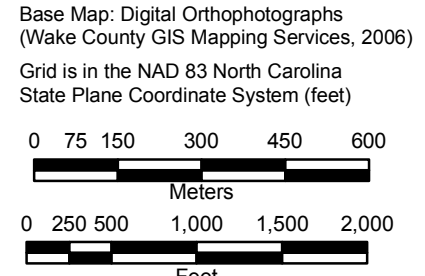 Base Map: Digital Orthophotographs
(Wake County GIS Mapping Services, 2006)
Grid is in the NAD 83 North Carolina
State Plane Coordinate System (feet)
0 75 150 300 450 600
Meters
0 250 500 1,000 1,500 2,000
Feet